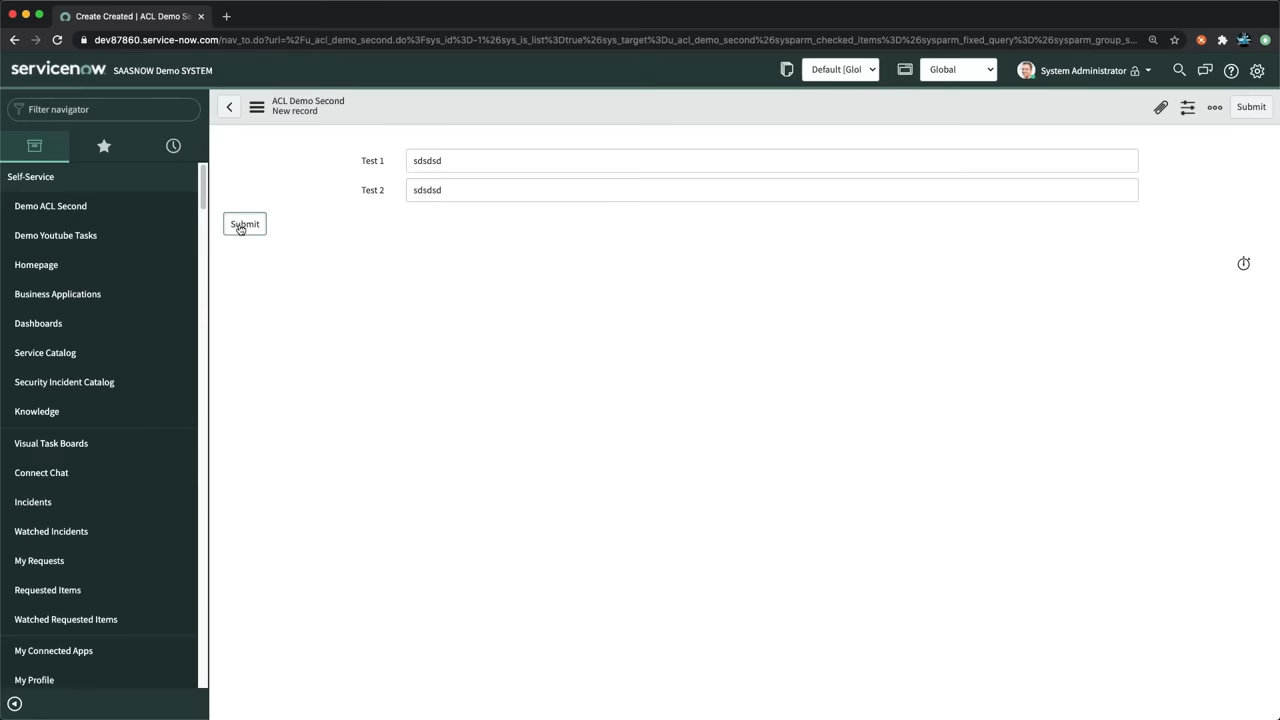 Create Created | ACL Demo Se
dev87860.service-now.com/nav_to.do?uri=%2Fu_acl_demo_second.do%3Fsys_id%3D-1%26sys_is_list%3Dtrue%26sys_target%3Du_acl_demo_second%26sysparm_checked_items%3D%26sysparm_fixed_query%3D%26sysparm_group_s...
servicenow SAASNOW Demo SYSTEM
Default [Glol
Global
System Administrator
Filter navigator
ACL Demo Second
New record
Submit
Self-Service
Demo ACL Second
Demo Youtube Tasks
Homepage
Business Applications
Dashboards
Service Catalog
Security Incident Catalog
Knowledge
Visual Task Boards
Connect Chat
Incidents
Watched Incidents
My Requests
Requested Items
Watched Requested Items
My Connected Apps
My Profile
Test 1 sdsdsd
Test 2 sdsdsd
Submit